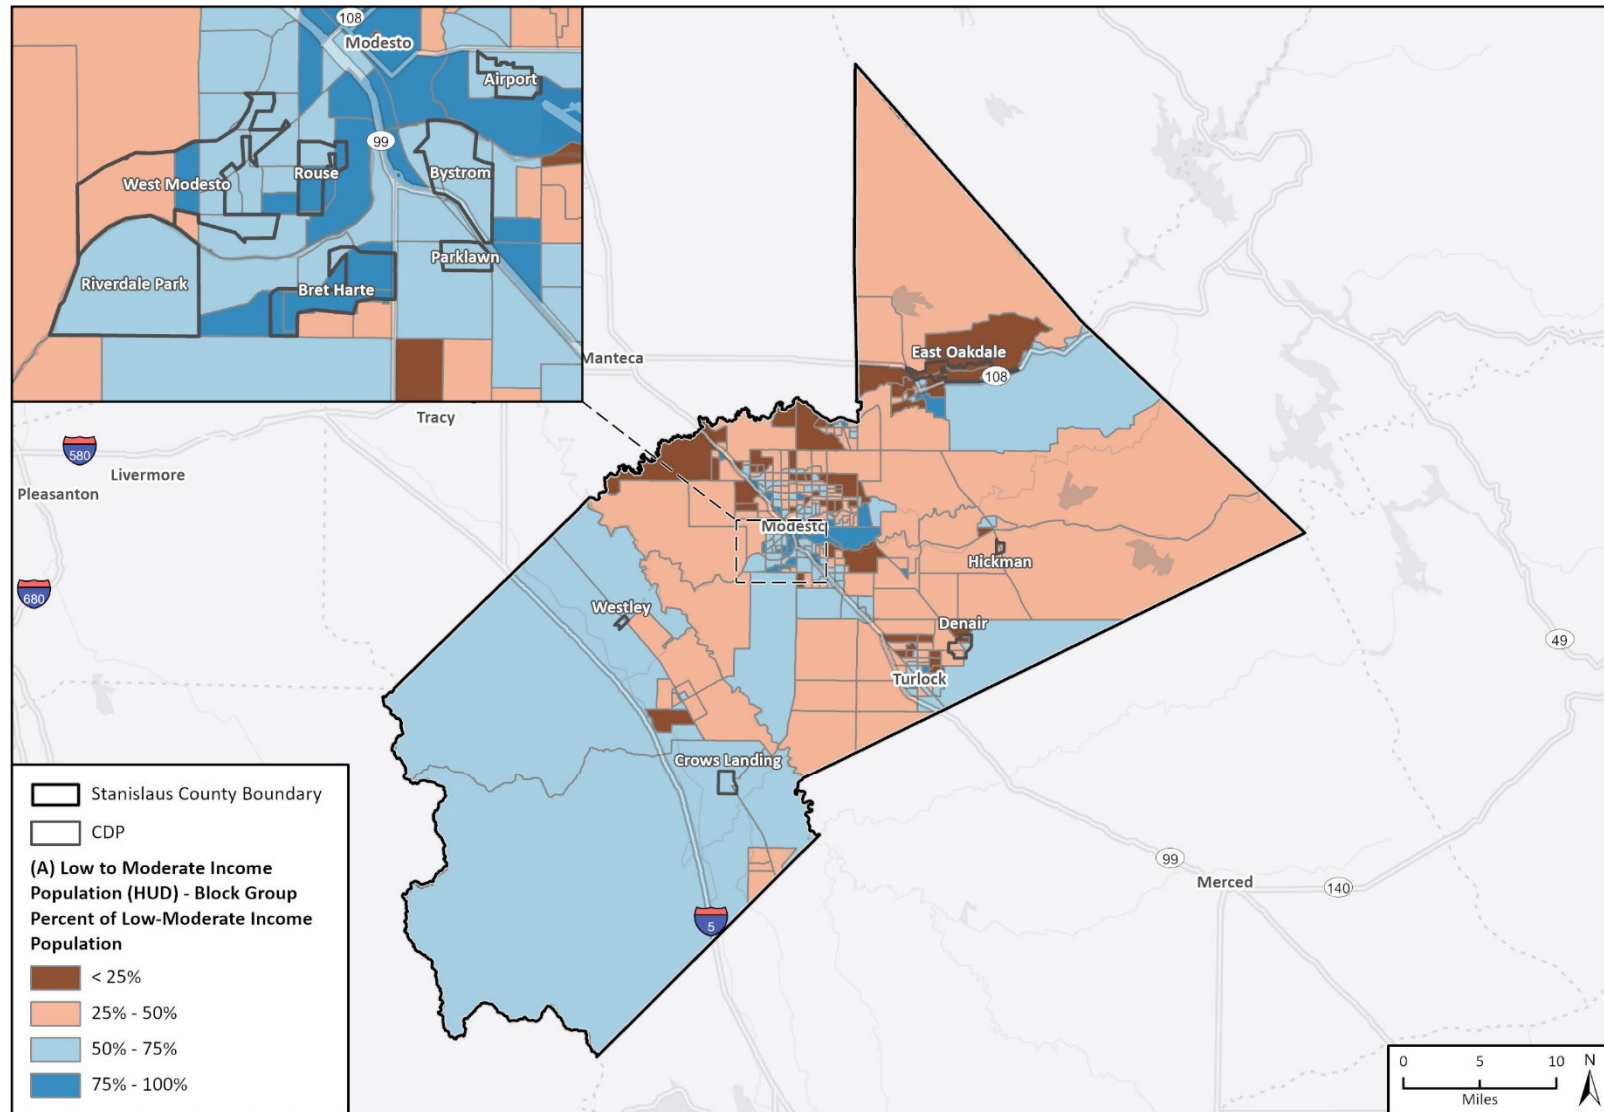 108
Modesto
Airport
99
West Modesto
Rouse
Bystrom
Riverdale Park
Bret Harte
Parklawn
Manteca
Tracy
580
Livermore
Pleasanton
680
East Oakdale
108
Modesto
Hickman
Westley
Denair
Turlock
Crows Landing
49
99
Merced
140
5
Stanislaus County Boundary
CDP
(A) Low to Moderate Income
Population (HUD) - Block Group
Percent of Low-Moderate Income
Population
< 25%
25% - 50%
50% - 75%
75% - 100%
0 5 10 N
Miles